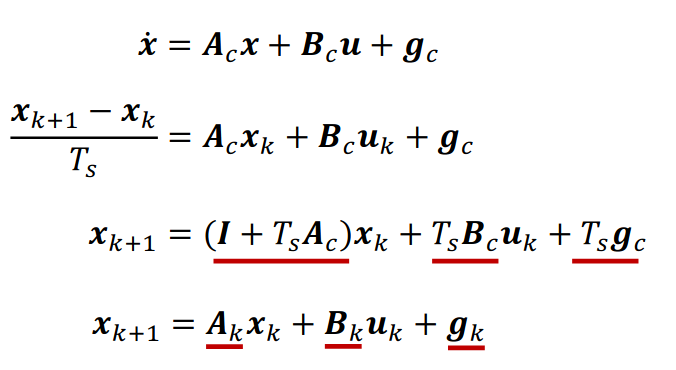 ẋ = A_c x + B_c u + g_c
(x_{k+1} − x_k) / T_s = A_c x_k + B_c u_k + g_c
x_{k+1} = (I + T_s A_c)x_k + T_s B_c u_k + T_s g_c
x_{k+1} = A_k x_k + B_k u_k + g_k